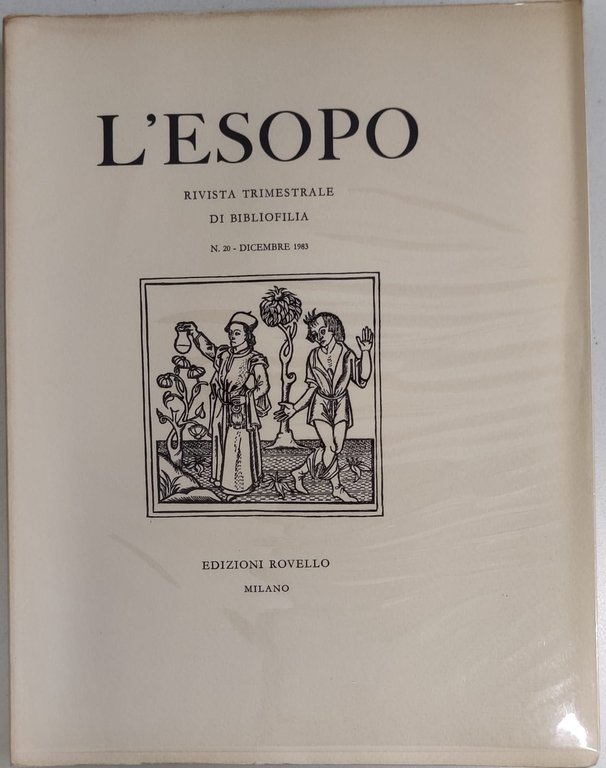 L'ESOPO
RIVISTA TRIMESTRALE
DI BIBLIOFILIA
N. 20 - DICEMBRE 1983
EDIZIONI ROVELLO
MILANO